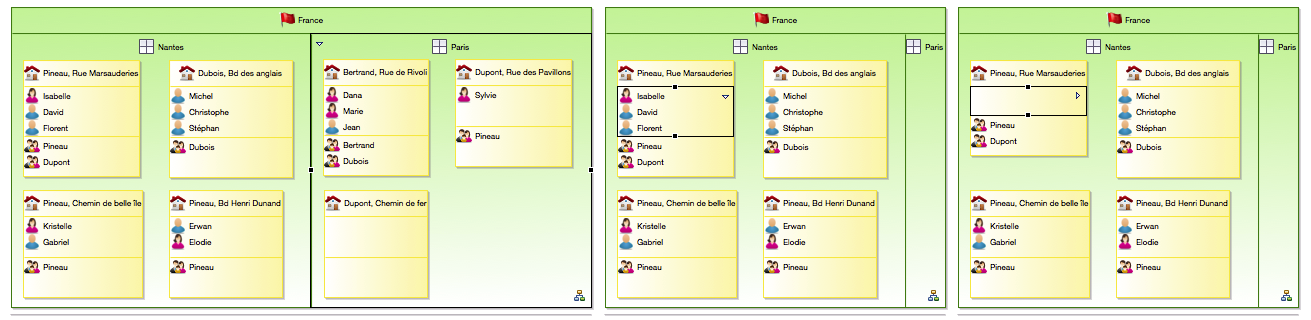 France
Nantes
Paris
Pineau, Rue Marsauderies
Isabelle
David
Florent
Pineau
Dupont
Dubois, Bd des anglais
Michel
Christophe
Stéphan
Dubois
Bertrand, Rue de Rivoli
Dana
Marie
Jean
Bertrand
Dubois
Dupont, Rue des Pavillons
Sylvie
Pineau
Pineau, Chemin de belle île
Kristelle
Gabriel
Pineau
Pineau, Bd Henri Dunand
Erwan
Elodie
Pineau
Dupont, Chemin de fer
France
Nantes
Paris
Pineau, Rue Marsauderies
Isabelle
David
Florent
Pineau
Dupont
Dubois, Bd des anglais
Michel
Christophe
Stéphan
Dubois
Pineau, Chemin de belle île
Kristelle
Gabriel
Pineau
Pineau, Bd Henri Dunand
Erwan
Elodie
Pineau
France
Nantes
Paris
Pineau, Rue Marsauderies
Pineau
Dupont
Dubois, Bd des anglais
Michel
Christophe
Stéphan
Dubois
Pineau, Chemin de belle île
Kristelle
Gabriel
Pineau
Pineau, Bd Henri Dunand
Erwan
Elodie
Pineau